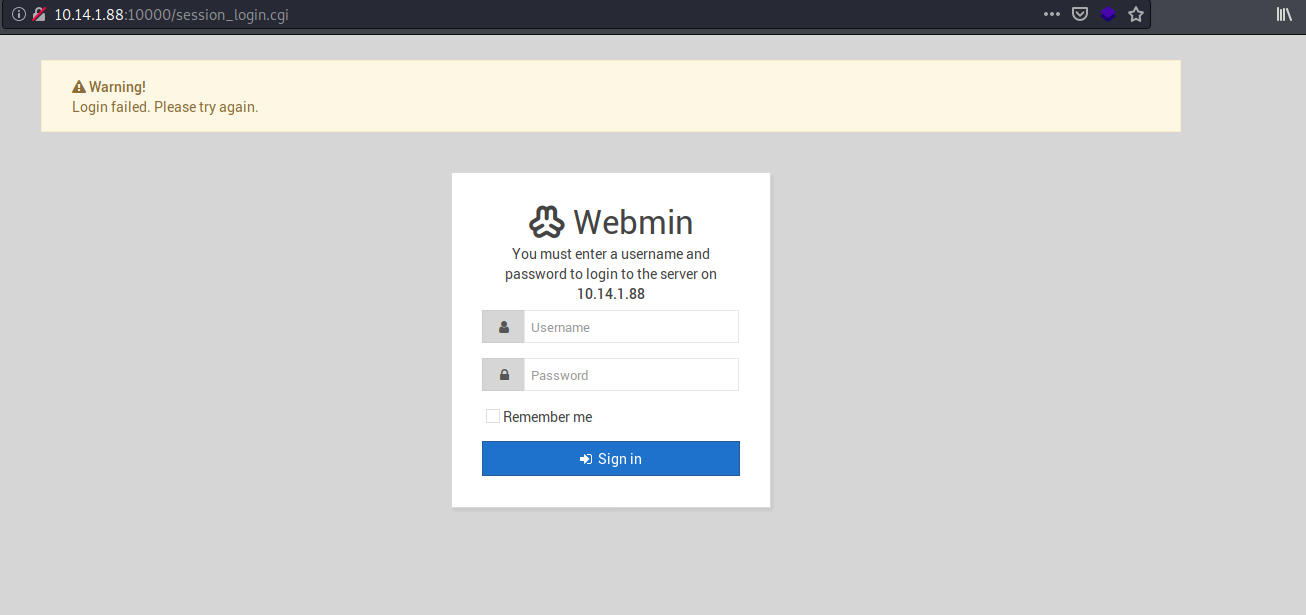 10.14.1.88:10000/session_login.cgi
Warning!
Login failed. Please try again.
Webmin
You must enter a username and
password to login to the server on
10.14.1.88
Username
Password
Remember me
Sign in